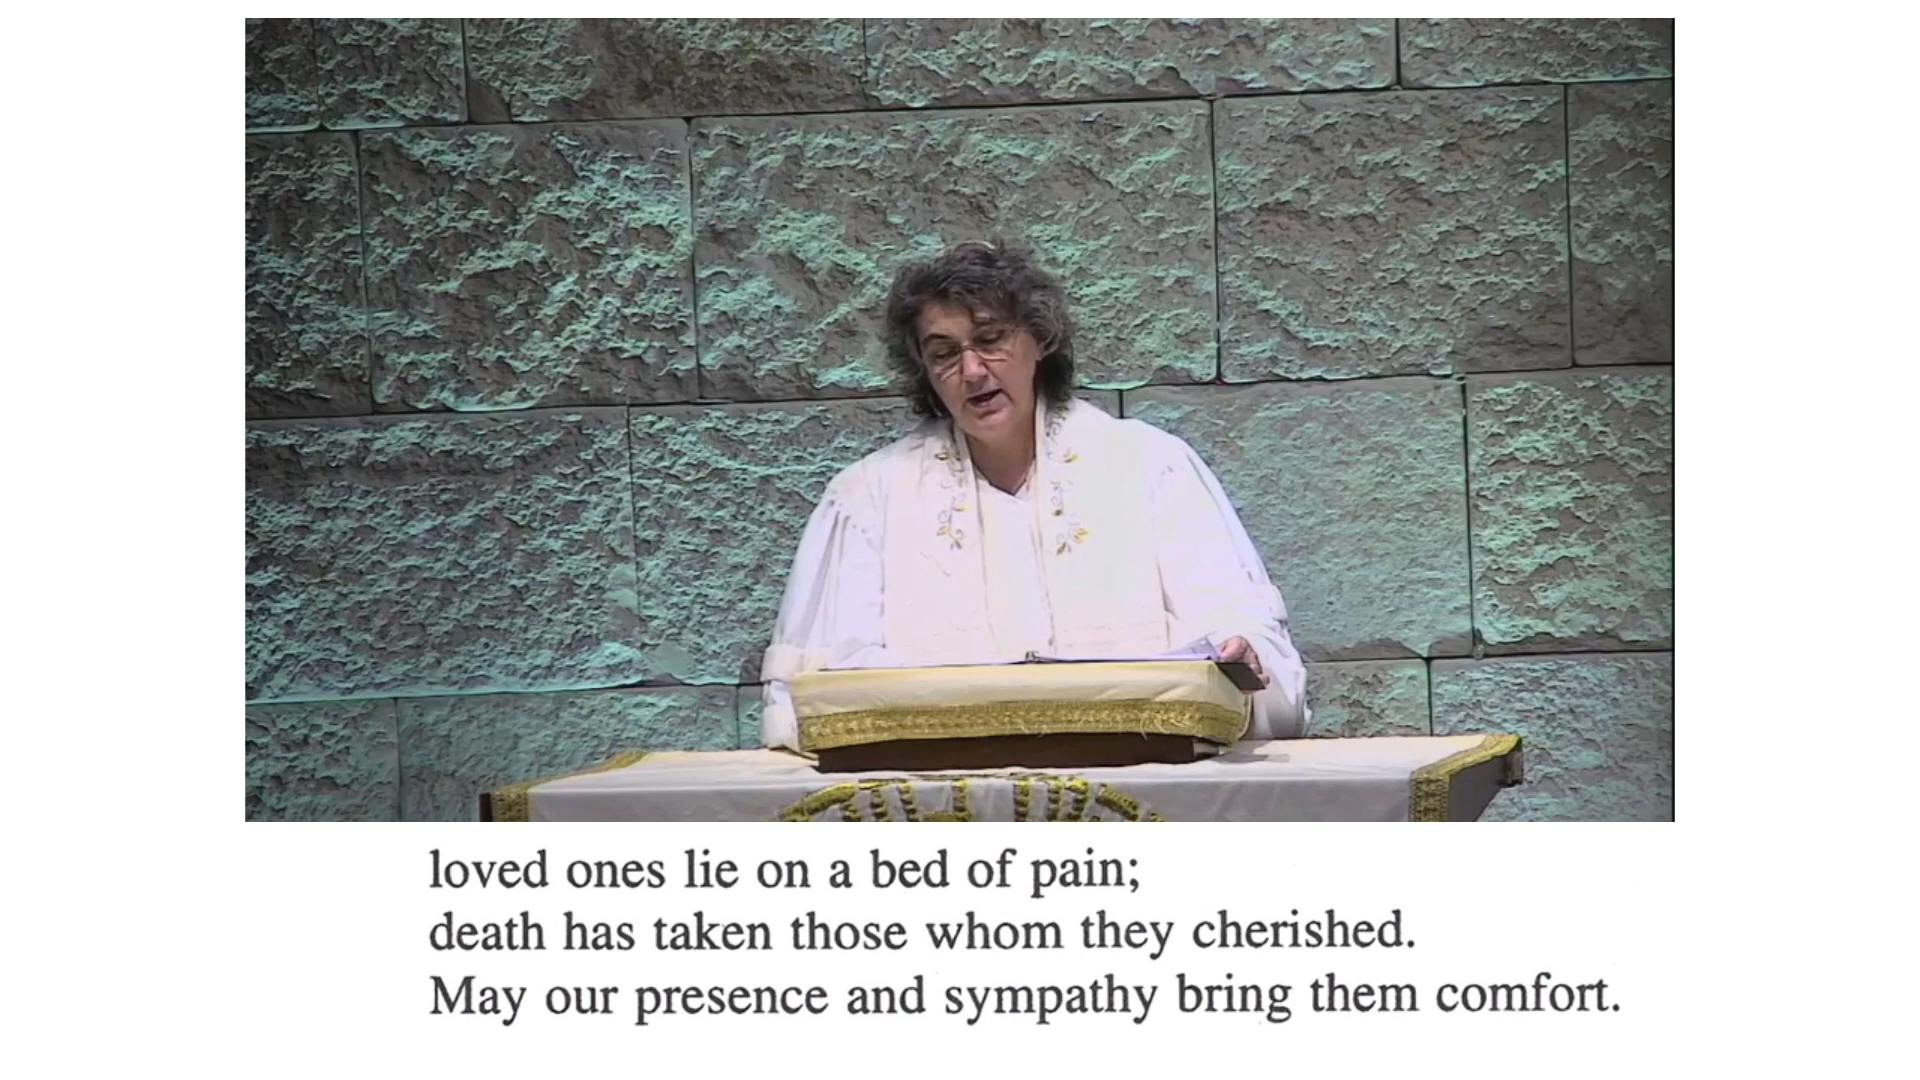 loved ones lie on a bed of pain;
death has taken those whom they cherished.
May our presence and sympathy bring them comfort.